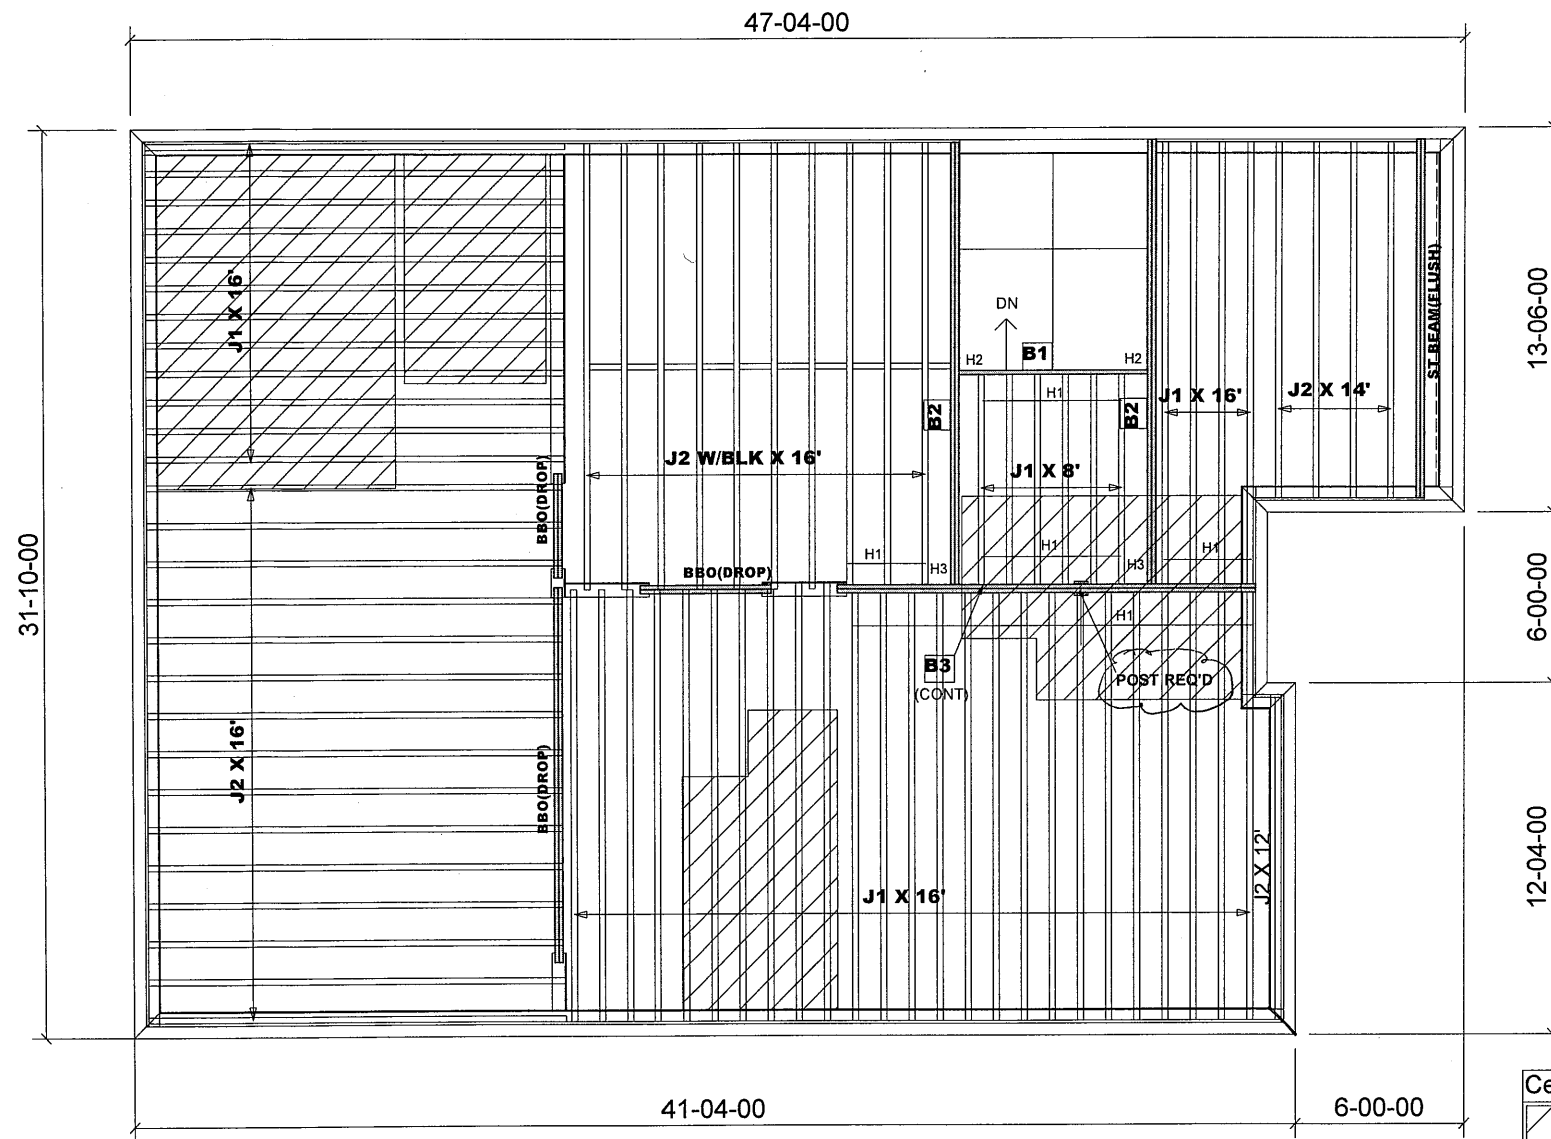 47-04-00
31-10-00
13-06-00
6-00-00
12-04-00
41-04-00
6-00-00
J1 X 16'
J2 X 16'
BBO(DROP)
BBO(DROP)
BBO(DROP)
J2 W/BLK X 16'
B2
DN
H2
B1
H2
H1
B2
J1 X 8'
J1 X 16'
J2 X 14'
ST BEAM(FLUSH)
H1
H3
H1
H3
H1
H1
B3
(CONT)
POST REQ'D
J1 X 16'
J2 X 12'
Ce